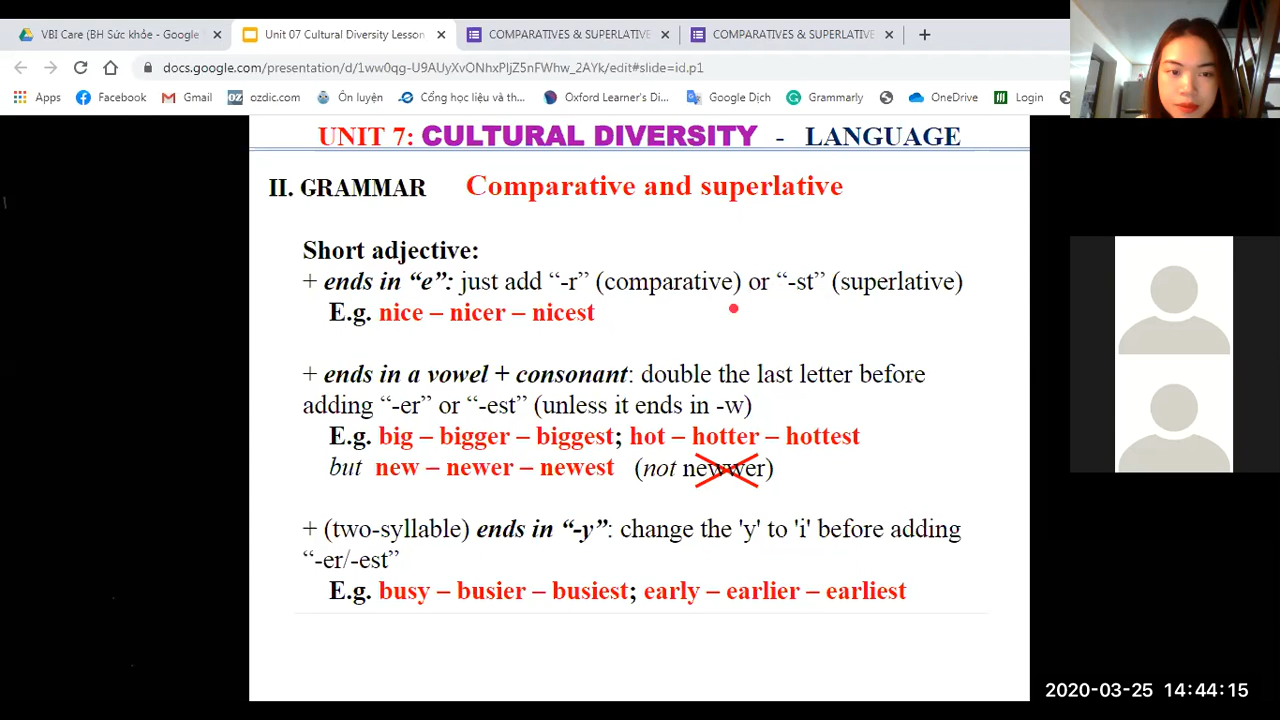 VBI Care (BH Sức khỏe - Google
Unit 07 Cultural Diversity Lesson
COMPARATIVES & SUPERLATIVE
COMPARATIVES & SUPERLATIVE
docs.google.com/presentation/d/1ww0qg-U9AUyXvONhxPljZ5nFWhw_2AYk/edit#slide=id.p1
Apps
Facebook
Gmail
OZ ozdic.com
Ôn luyện
Cổng học liệu và th...
Oxford Learner's Di...
Google Dịch
Grammarly
OneDrive
Login
UNIT 7: CULTURAL DIVERSITY - LANGUAGE
II. GRAMMAR Comparative and superlative
Short adjective:
+ ends in “e”: just add “-r” (comparative) or “-st” (superlative)
E.g. nice – nicer – nicest
+ ends in a vowel + consonant: double the last letter before
adding “-er” or “-est” (unless it ends in -w)
E.g. big – bigger – biggest; hot – hotter – hottest
but new – newer – newest (not newwer)
+ (two-syllable) ends in “-y”: change the 'y' to 'i' before adding
“-er/-est”
E.g. busy – busier – busiest; early – earlier – earliest
2020-03-25 14:44:15